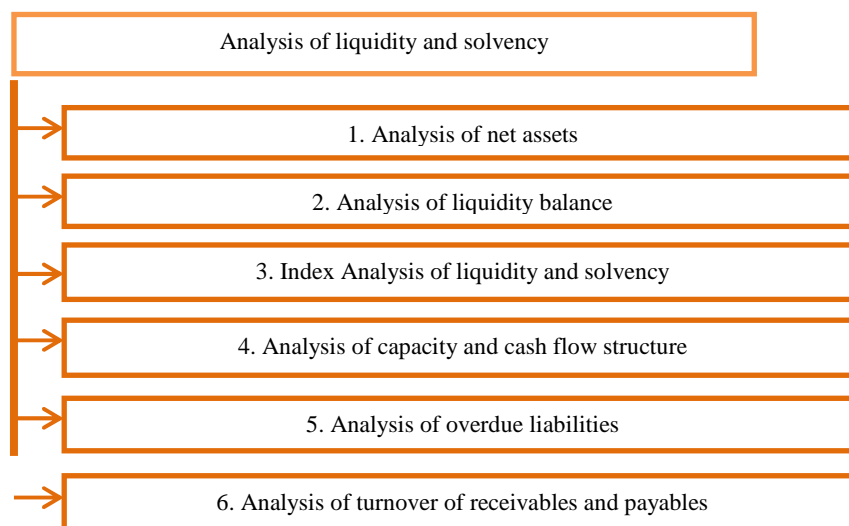 Analysis of liquidity and solvency
1. Analysis of net assets
2. Analysis of liquidity balance
3. Index Analysis of liquidity and solvency
4. Analysis of capacity and cash flow structure
5. Analysis of overdue liabilities
6. Analysis of turnover of receivables and payables